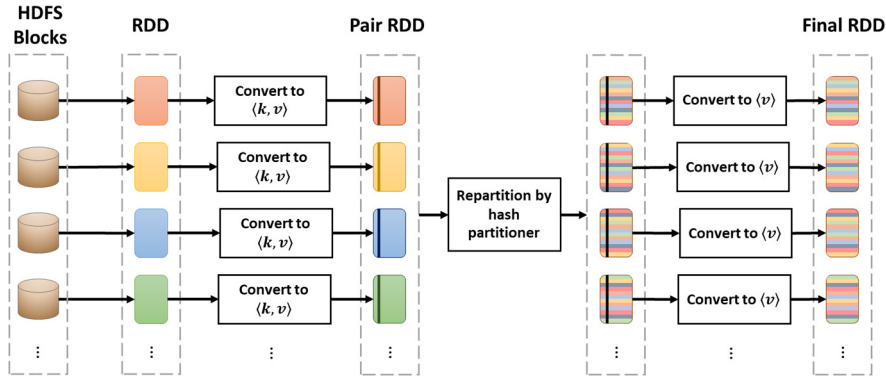 HDFS
Blocks
RDD
Pair RDD
Final RDD
Convert to
⟨k, v⟩
Convert to
⟨k, v⟩
Convert to
⟨k, v⟩
Convert to
⟨k, v⟩
Repartition by
hash
partitioner
Convert to ⟨v⟩
Convert to ⟨v⟩
Convert to ⟨v⟩
Convert to ⟨v⟩